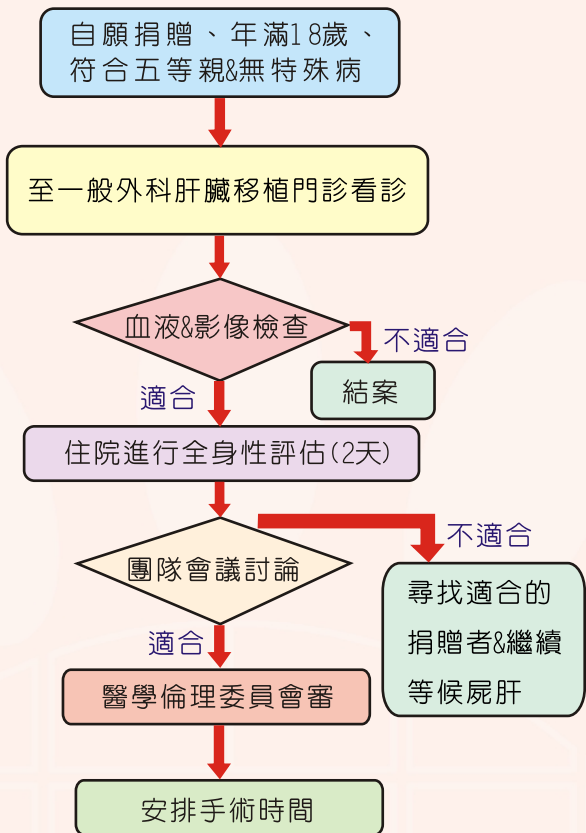 自願捐贈、年滿18歲、
符合五等親&無特殊病
至一般外科肝臟移植門診看診
血液&影像檢查
不適合
結案
適合
住院進行全身性評估(2天)
團隊會議討論
不適合
尋找適合的
捐贈者&繼續
等候屍肝
適合
醫學倫理委員會審
安排手術時間